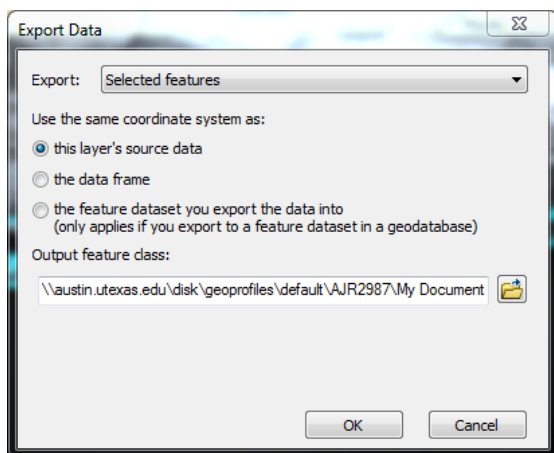 Export Data
Export: Selected features
Use the same coordinate system as:
this layer's source data
the data frame
the feature dataset you export the data into
(only applies if you export to a feature dataset in a geodatabase)
Output feature class:
\\austin.utexas.edu\disk\geoprofiles\default\AJR2987\My Document
OK Cancel